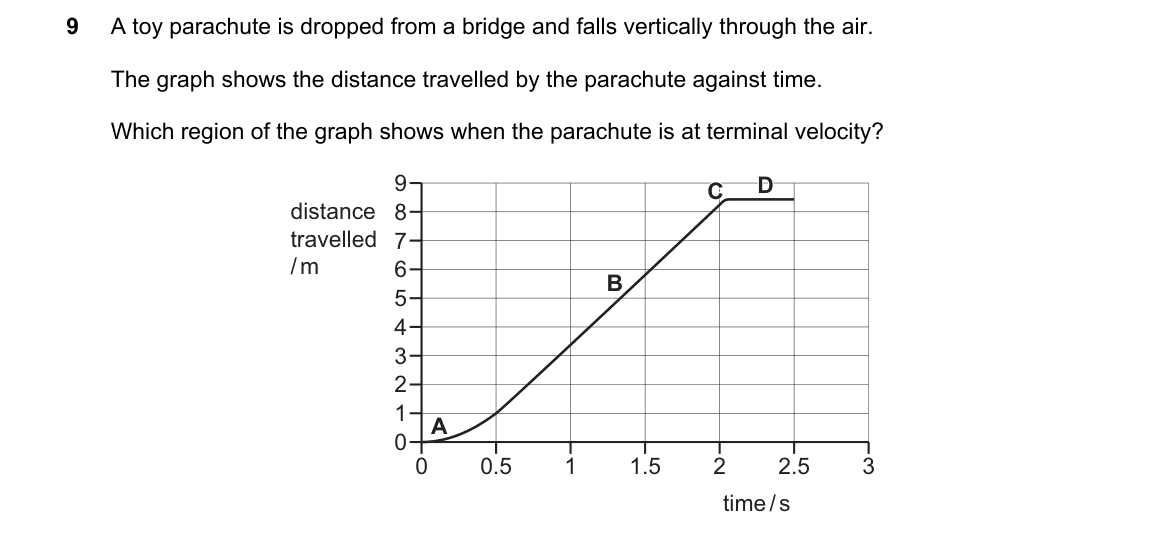 9 A toy parachute is dropped from a bridge and falls vertically through the air.
The graph shows the distance travelled by the parachute against time.
Which region of the graph shows when the parachute is at terminal velocity?
distance
travelled
/ m
9
8
7
6
5
4
3
2
1
0
A
B
C
D
0 0.5 1 1.5 2 2.5 3
time / s